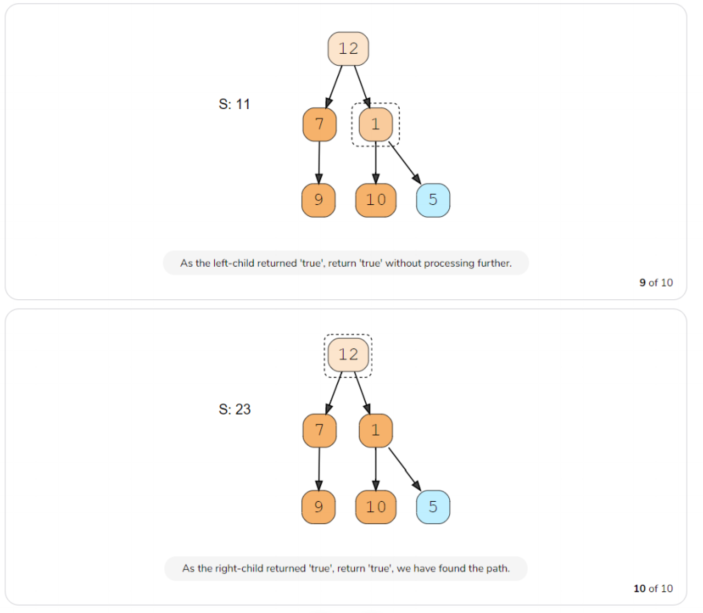 12
S: 11
7 1
9 10 5
As the left-child returned 'true', return 'true' without processing further.
9 of 10
12
S: 23
7 1
9 10 5
As the right-child returned 'true', return 'true', we have found the path.
10 of 10